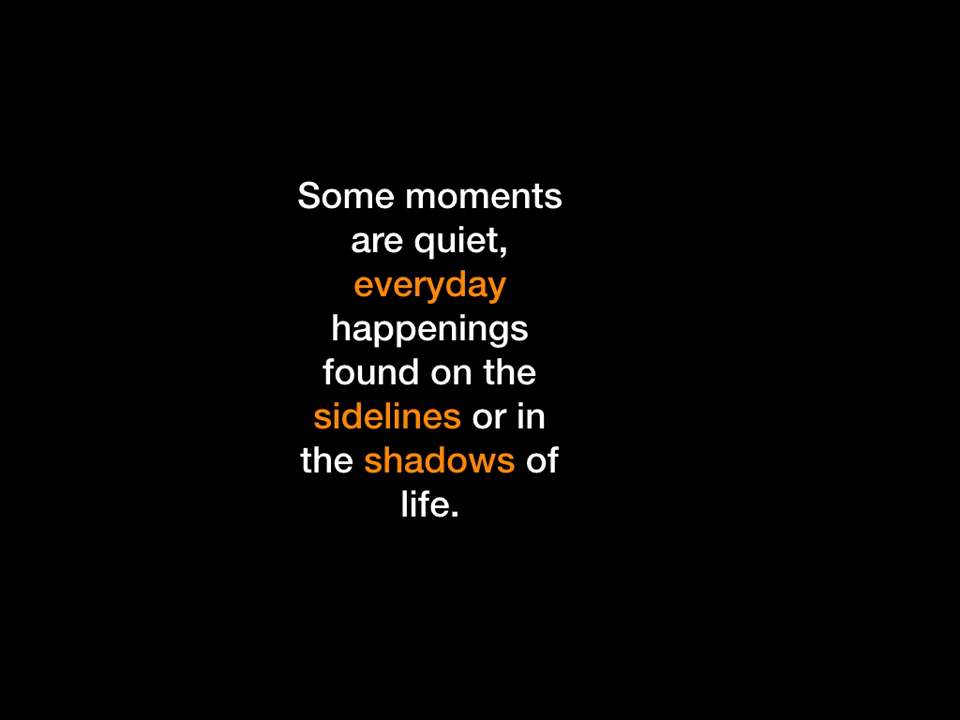 Some moments
are quiet,
everyday
happenings
found on the
sidelines or in
the shadows of
life.